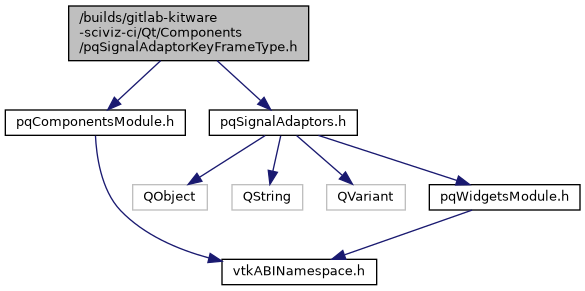 /builds/gitlab-kitware
-sciviz-ci/Qt/Components
/pqSignalAdaptorKeyFrameType.h
pqComponentsModule.h
pqSignalAdaptors.h
QObject
QString
QVariant
pqWidgetsModule.h
vtkABINamespace.h